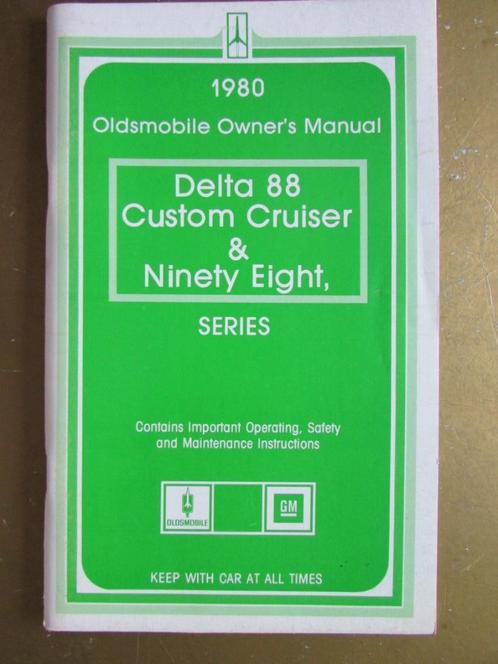 1980
Oldsmobile Owner's Manual
Delta 88
Custom Cruiser
&
Ninety Eight,
SERIES
Contains Important Operating, Safety
and Maintenance Instructions
OLDSMOBILE
GM
KEEP WITH CAR AT ALL TIMES